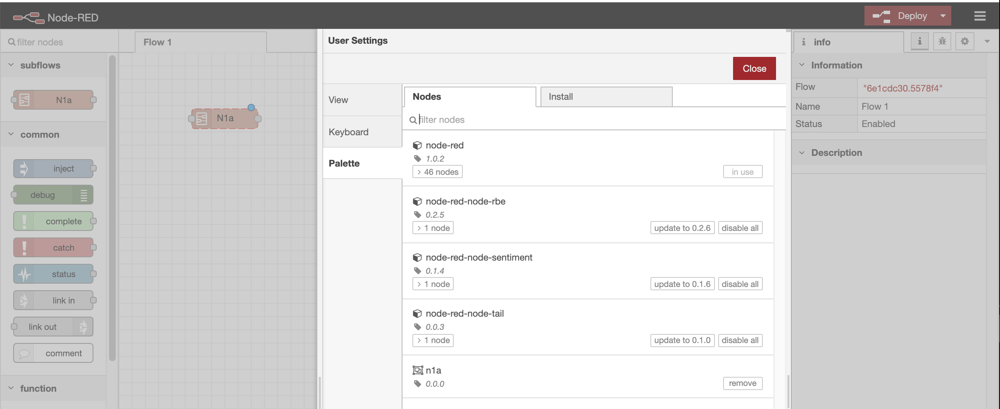 Node-RED
Deploy
filter nodes
subflows
N1a
common
inject
debug
complete
catch
status
link in
link out
comment
function
Flow 1
N1a
User Settings
Close
View
Keyboard
Palette
Nodes
Install
filter nodes
node-red
1.0.2
46 nodes
in use
node-red-node-rbe
0.2.5
1 node
update to 0.2.6
disable all
node-red-node-sentiment
0.1.4
1 node
update to 0.1.6
disable all
node-red-node-tail
0.0.3
1 node
update to 0.1.0
disable all
n1a
0.0.0
remove
info
Information
Flow "6e1cdc30.5578f4"
Name Flow 1
Status Enabled
Description